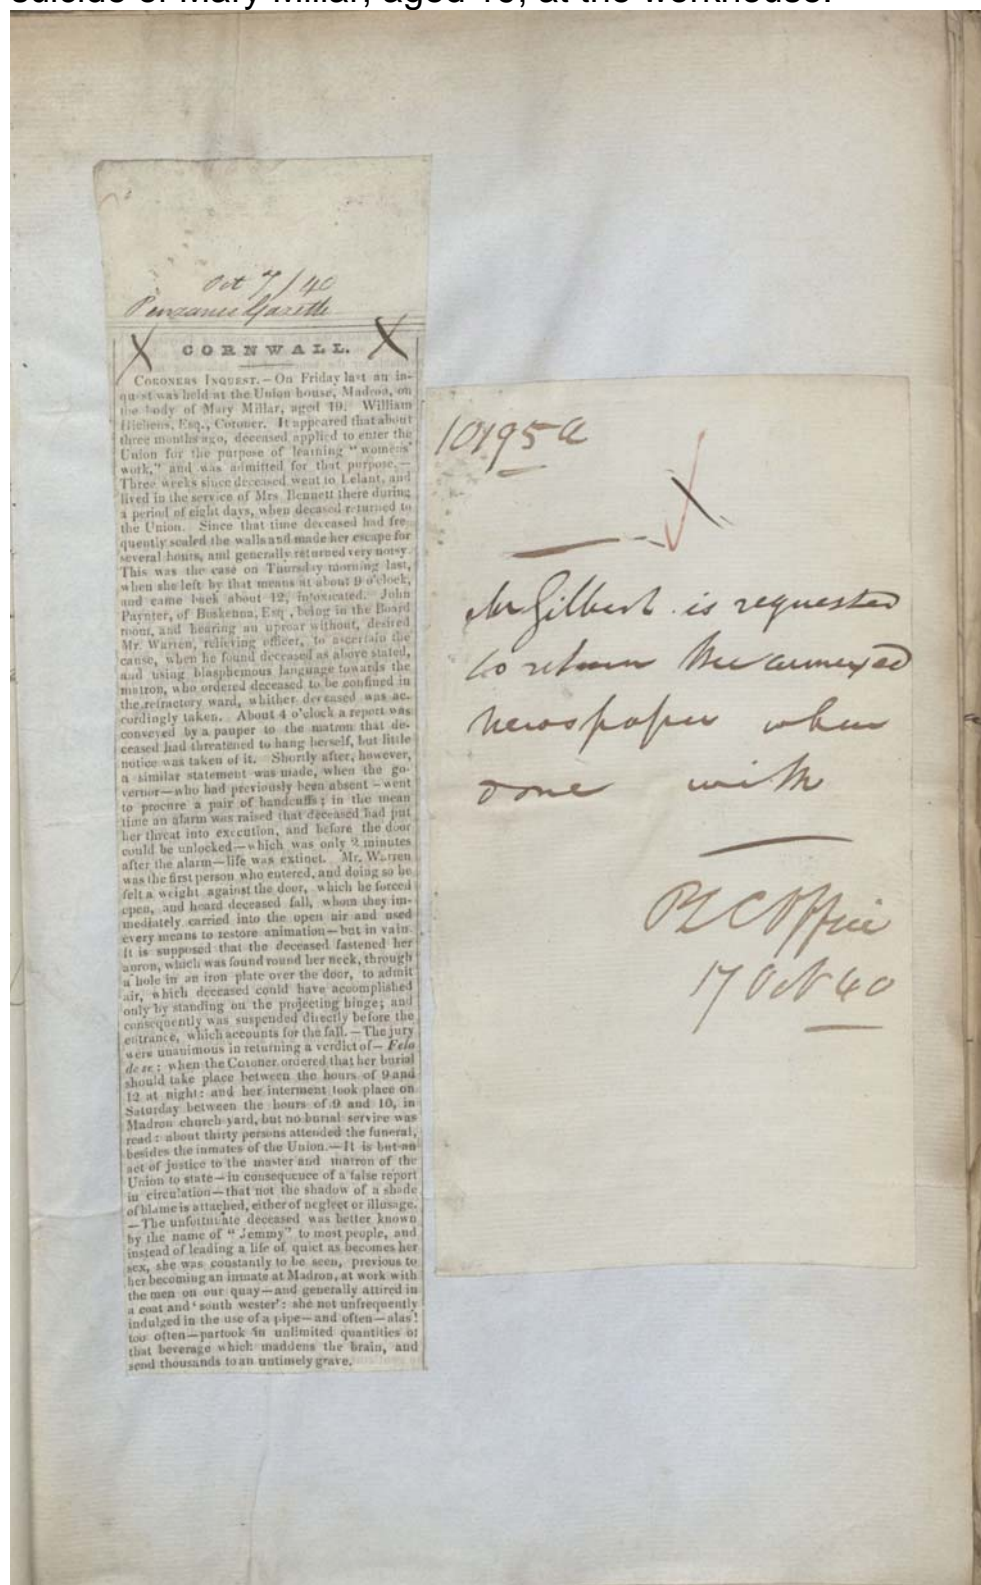 suicide of Mary Millar, aged 19, at the workhouse.
Oct 7/40
Penzance Gazette
CORNWALL.
CORONERS INQUEST.—On Friday last an in-
quest was held at the Union house, Madron, on
the body of Mary Millar, aged 19. William
Hichens, Esq., Coroner. It appeared that about
three months ago, deceased applied to enter the
Union for the purpose of learning "womens'
work," and was admitted for that purpose.—
Three weeks since deceased went to Lelant, and
lived in the service of Mrs Bennett there during
a period of eight days, when decased returned to
the Union. Since that time deceased had fre-
quently scaled the walls and made her escape for
several hours, and generally returned very noisy.
This was the case on Thursday morning last,
when she left by that means at about 9 o'clock,
and came back about 12, intoxicated. John
Paynter, of Boskenna, Esq, being in the Board
room, and hearing an uproar without, desired
Mr. Warren, relieving officer, to ascertain the
cause, when he found deceased as above stated,
and using blasphemous language towards the
matron, who ordered deceased to be confined in
the refractory ward, whither deceased was ac-
cordingly taken. About 4 o'clock a report was
conveyed by a pauper to the matron that de-
ceased had threatened to hang herself, but little
notice was taken of it. Shortly after, however,
a similar statement was made, when the go-
vernor—who had previously been absent—went
to procure a pair of handcuffs; in the mean
time an alarm was raised that deceased had put
her threat into execution, and before the door
could be unlocked—which was only 2 minutes
after the alarm—life was extinct. Mr. Warren
was the first person who entered, and doing so he
felt a weight against the door, which he forced
open, and heard deceased fall, whom they im-
mediately carried into the open air and used
every means to restore animation—but in vain.
It is supposed that the deceased fastened her
apron, which was found round her neck, through
a hole in an iron plate over the door, to admit
air, which deceased could have accomplished
only by standing on the projecting hinge; and
consequently was suspended directly before the
entrance, which accounts for the fall.—The jury
were unanimous in returning a verdict of—Felo
de se; when the Coroner ordered that her burial
should take place between the hours of 9 and
12 at night: and her interment took place on
Saturday between the hours of 9 and 10, in
Madron church yard, but no burial service was
read: about thirty persons attended the funeral,
besides the inmates of the Union.—It is but an
act of justice to the master and matron of the
Union to state—in consequence of a false report
in circulation—that not the shadow of a shade
of blame is attached, either of neglect or illusage.
—The unfortunate deceased was better known
by the name of "Jemmy" to most people, and
instead of leading a life of quiet as becomes her
sex, she was constantly to be seen, previous to
her becoming an inmate at Madron, at work with
the men on our quay—and generally attired in
a coat and 'south wester': she not unfrequently
indulged in the use of a pipe—and often—alas!
too often—partook in unlimited quantities of
that beverage which maddens the brain, and
send thousands to an untimely grave.
10195a
Mr Gilbert is requested
to return the annexed
newspaper when
done with
PLC Office
17 Oct 40